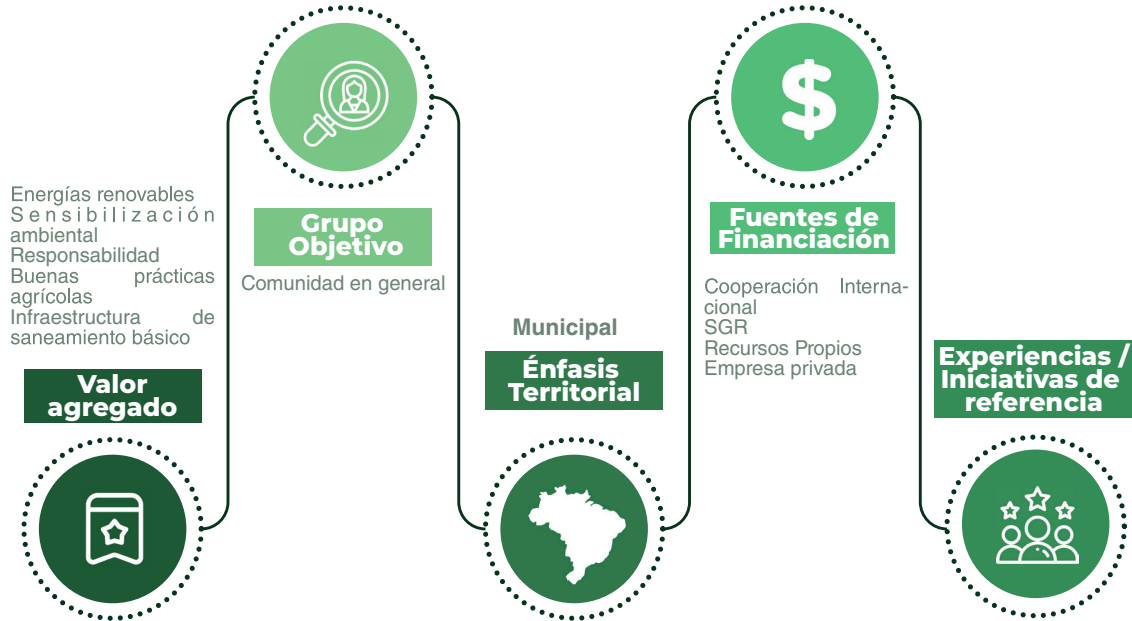 Energías renovables
Sensibilización
ambiental
Responsabilidad
Buenas prácticas
agrícolas
Infraestructura de
saneamiento básico
Valor
agregado
Grupo
Objetivo
Comunidad en general
Municipal
Énfasis
Territorial
Fuentes de
Financiación
Cooperación Interna-
cional
SGR
Recursos Propios
Empresa privada
Experiencias /
Iniciativas de
referencia
$